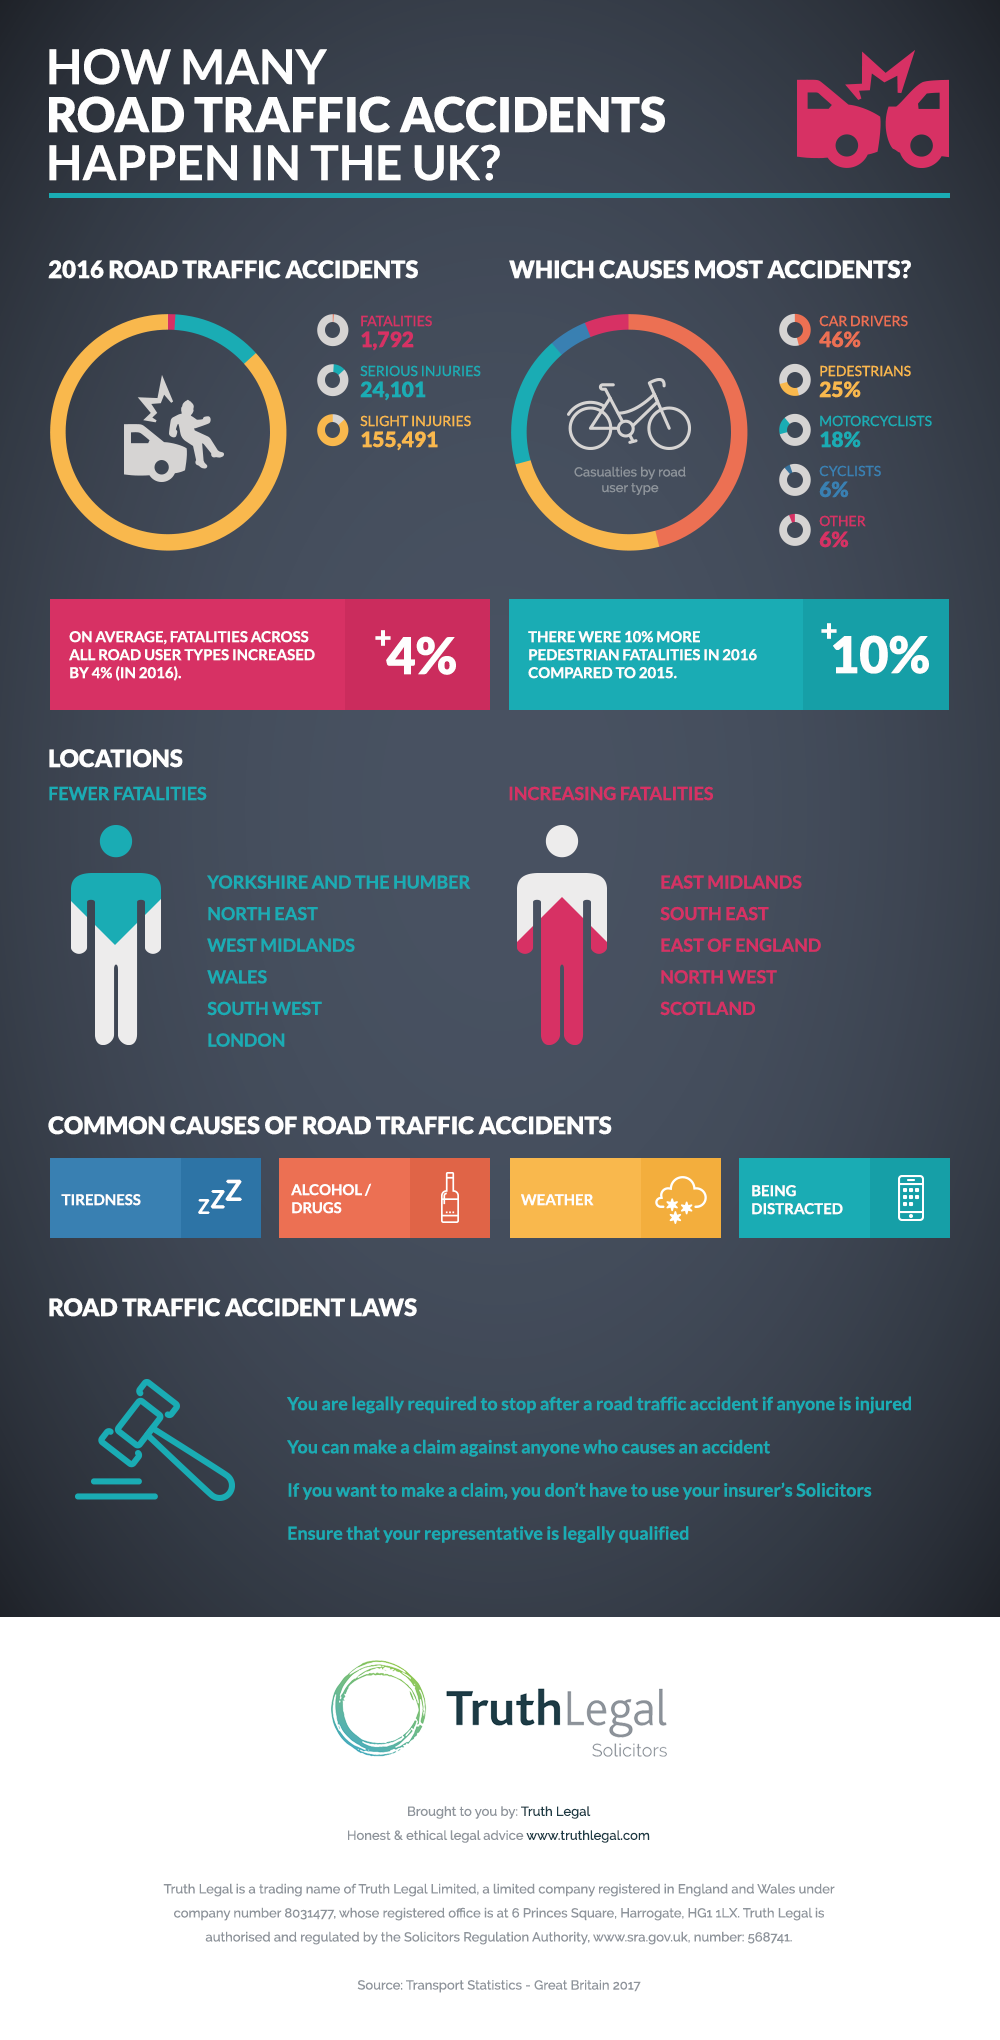 HOW MANY
ROAD TRAFFIC ACCIDENTS
HAPPEN IN THE UK?
2016 ROAD TRAFFIC ACCIDENTS
FATALITIES
1,792
SERIOUS INJURIES
24,101
SLIGHT INJURIES
155,491
WHICH CAUSES MOST ACCIDENTS?
Casualties by road
user type
CAR DRIVERS
46%
PEDESTRIANS
25%
MOTORCYCLISTS
18%
CYCLISTS
6%
OTHER
6%
ON AVERAGE, FATALITIES ACROSS
ALL ROAD USER TYPES INCREASED
BY 4% (IN 2016).
+4%
THERE WERE 10% MORE
PEDESTRIAN FATALITIES IN 2016
COMPARED TO 2015.
+10%
LOCATIONS
FEWER FATALITIES
YORKSHIRE AND THE HUMBER
NORTH EAST
WEST MIDLANDS
WALES
SOUTH WEST
LONDON
INCREASING FATALITIES
EAST MIDLANDS
SOUTH EAST
EAST OF ENGLAND
NORTH WEST
SCOTLAND
COMMON CAUSES OF ROAD TRAFFIC ACCIDENTS
TIREDNESS
zzZ
ALCOHOL /
DRUGS
WEATHER
BEING
DISTRACTED
ROAD TRAFFIC ACCIDENT LAWS
You are legally required to stop after a road traffic accident if anyone is injured
You can make a claim against anyone who causes an accident
If you want to make a claim, you don't have to use your insurer's Solicitors
Ensure that your representative is legally qualified
TruthLegal
Solicitors
Brought to you by: Truth Legal
Honest & ethical legal advice www.truthlegal.com
Truth Legal is a trading name of Truth Legal Limited, a limited company registered in England and Wales under
company number 8031477, whose registered office is at 6 Princes Square, Harrogate, HG1 1LX. Truth Legal is
authorised and regulated by the Solicitors Regulation Authority, www.sra.gov.uk, number: 568741.
Source: Transport Statistics - Great Britain 2017